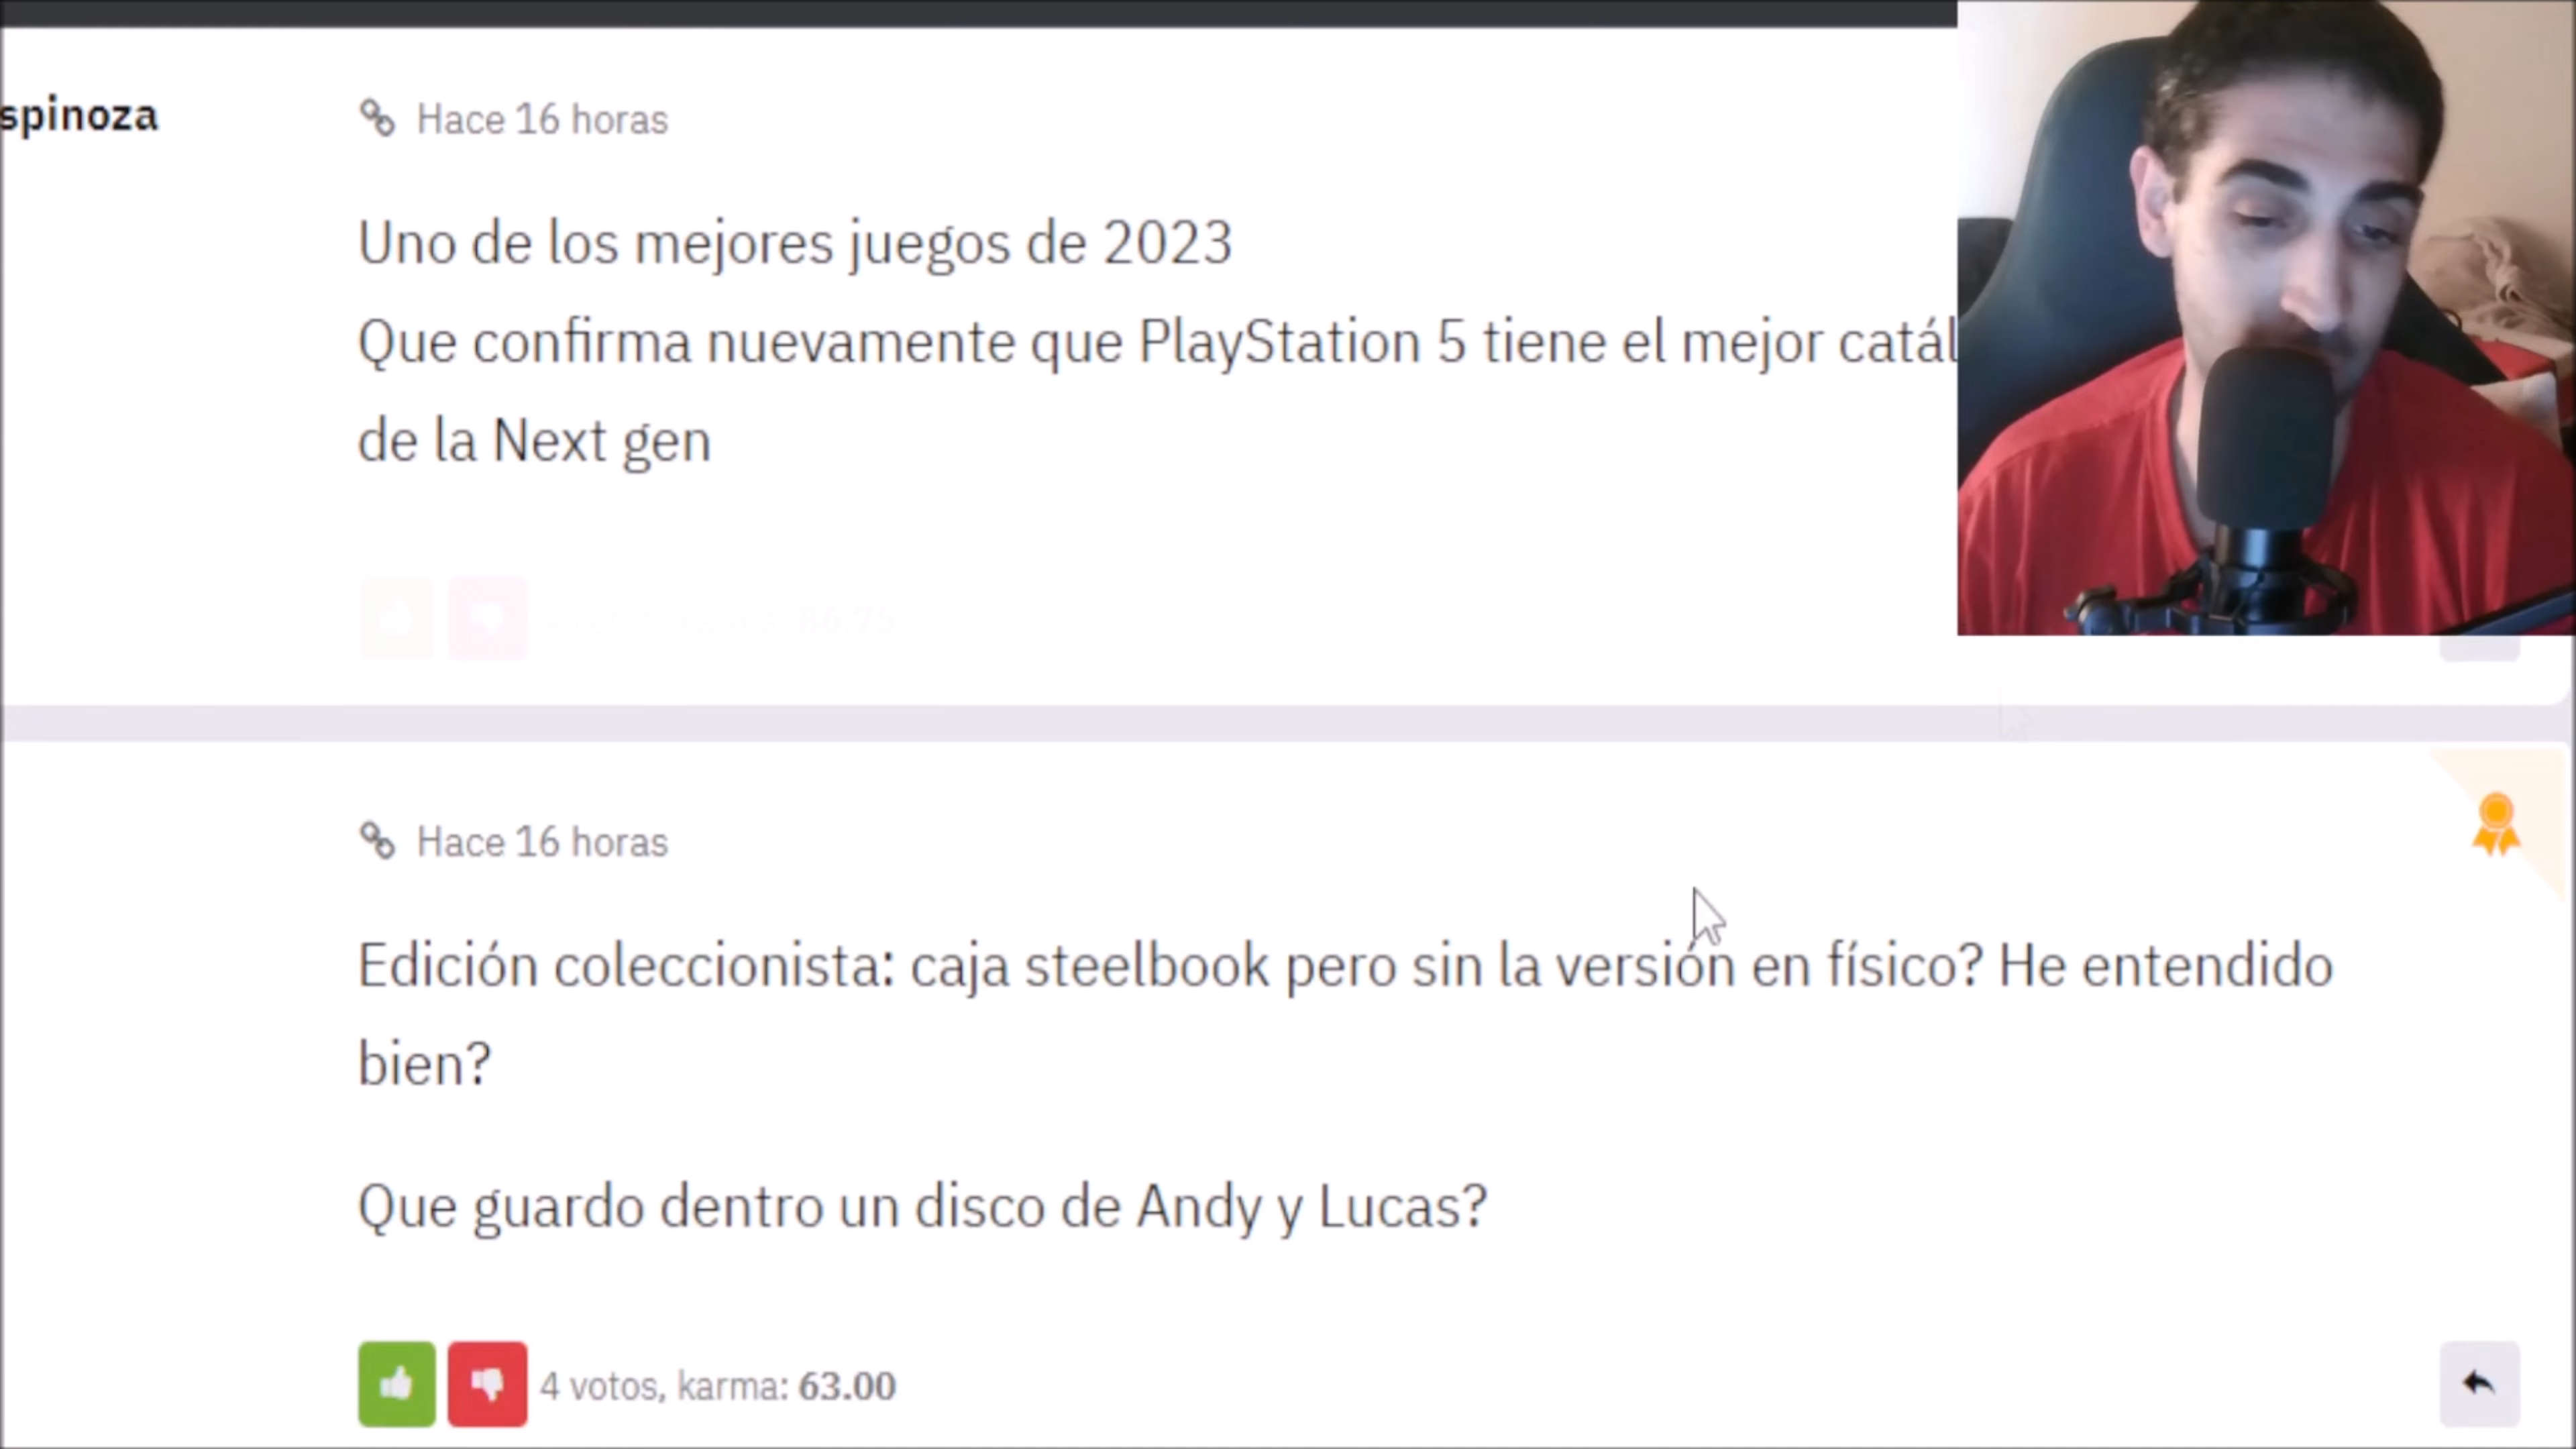 spinoza
Hace 16 horas
Uno de los mejores juegos de 2023
Que confirma nuevamente que PlayStation 5 tiene el mejor catál
de la Next gen
Hace 16 horas
Edición coleccionista: caja steelbook pero sin la versión en físico? He entendido
bien?
Que guardo dentro un disco de Andy y Lucas?
4 votos, karma: 63.00